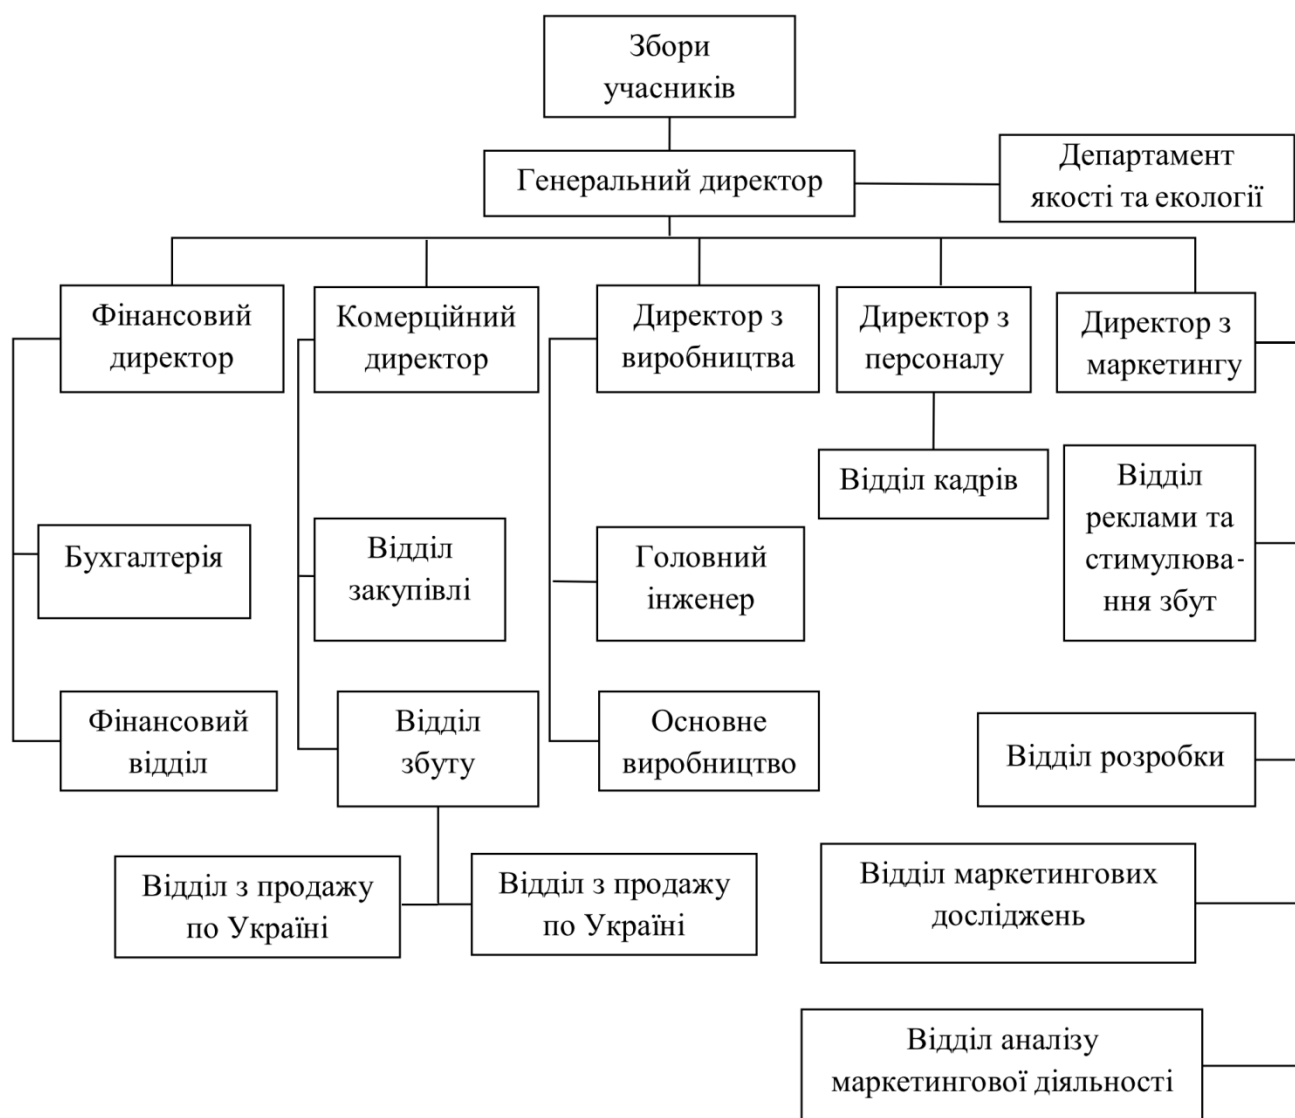 Збори
учасників
Генеральний директор
Департамент
якості та екології
Фінансовий
директор
Комерційний
директор
Директор з
виробництва
Директор з
персоналу
Директор з
маркетингу
Відділ кадрів
Відділ
реклами та
стимулюва-
ння збут
Бухгалтерія
Відділ
закупівлі
Головний
інженер
Фінансовий
відділ
Відділ
збуту
Основне
виробництво
Відділ розробки
Відділ з продажу
по Україні
Відділ з продажу
по Україні
Відділ маркетингових
досліджень
Відділ аналізу
маркетингової діяльності